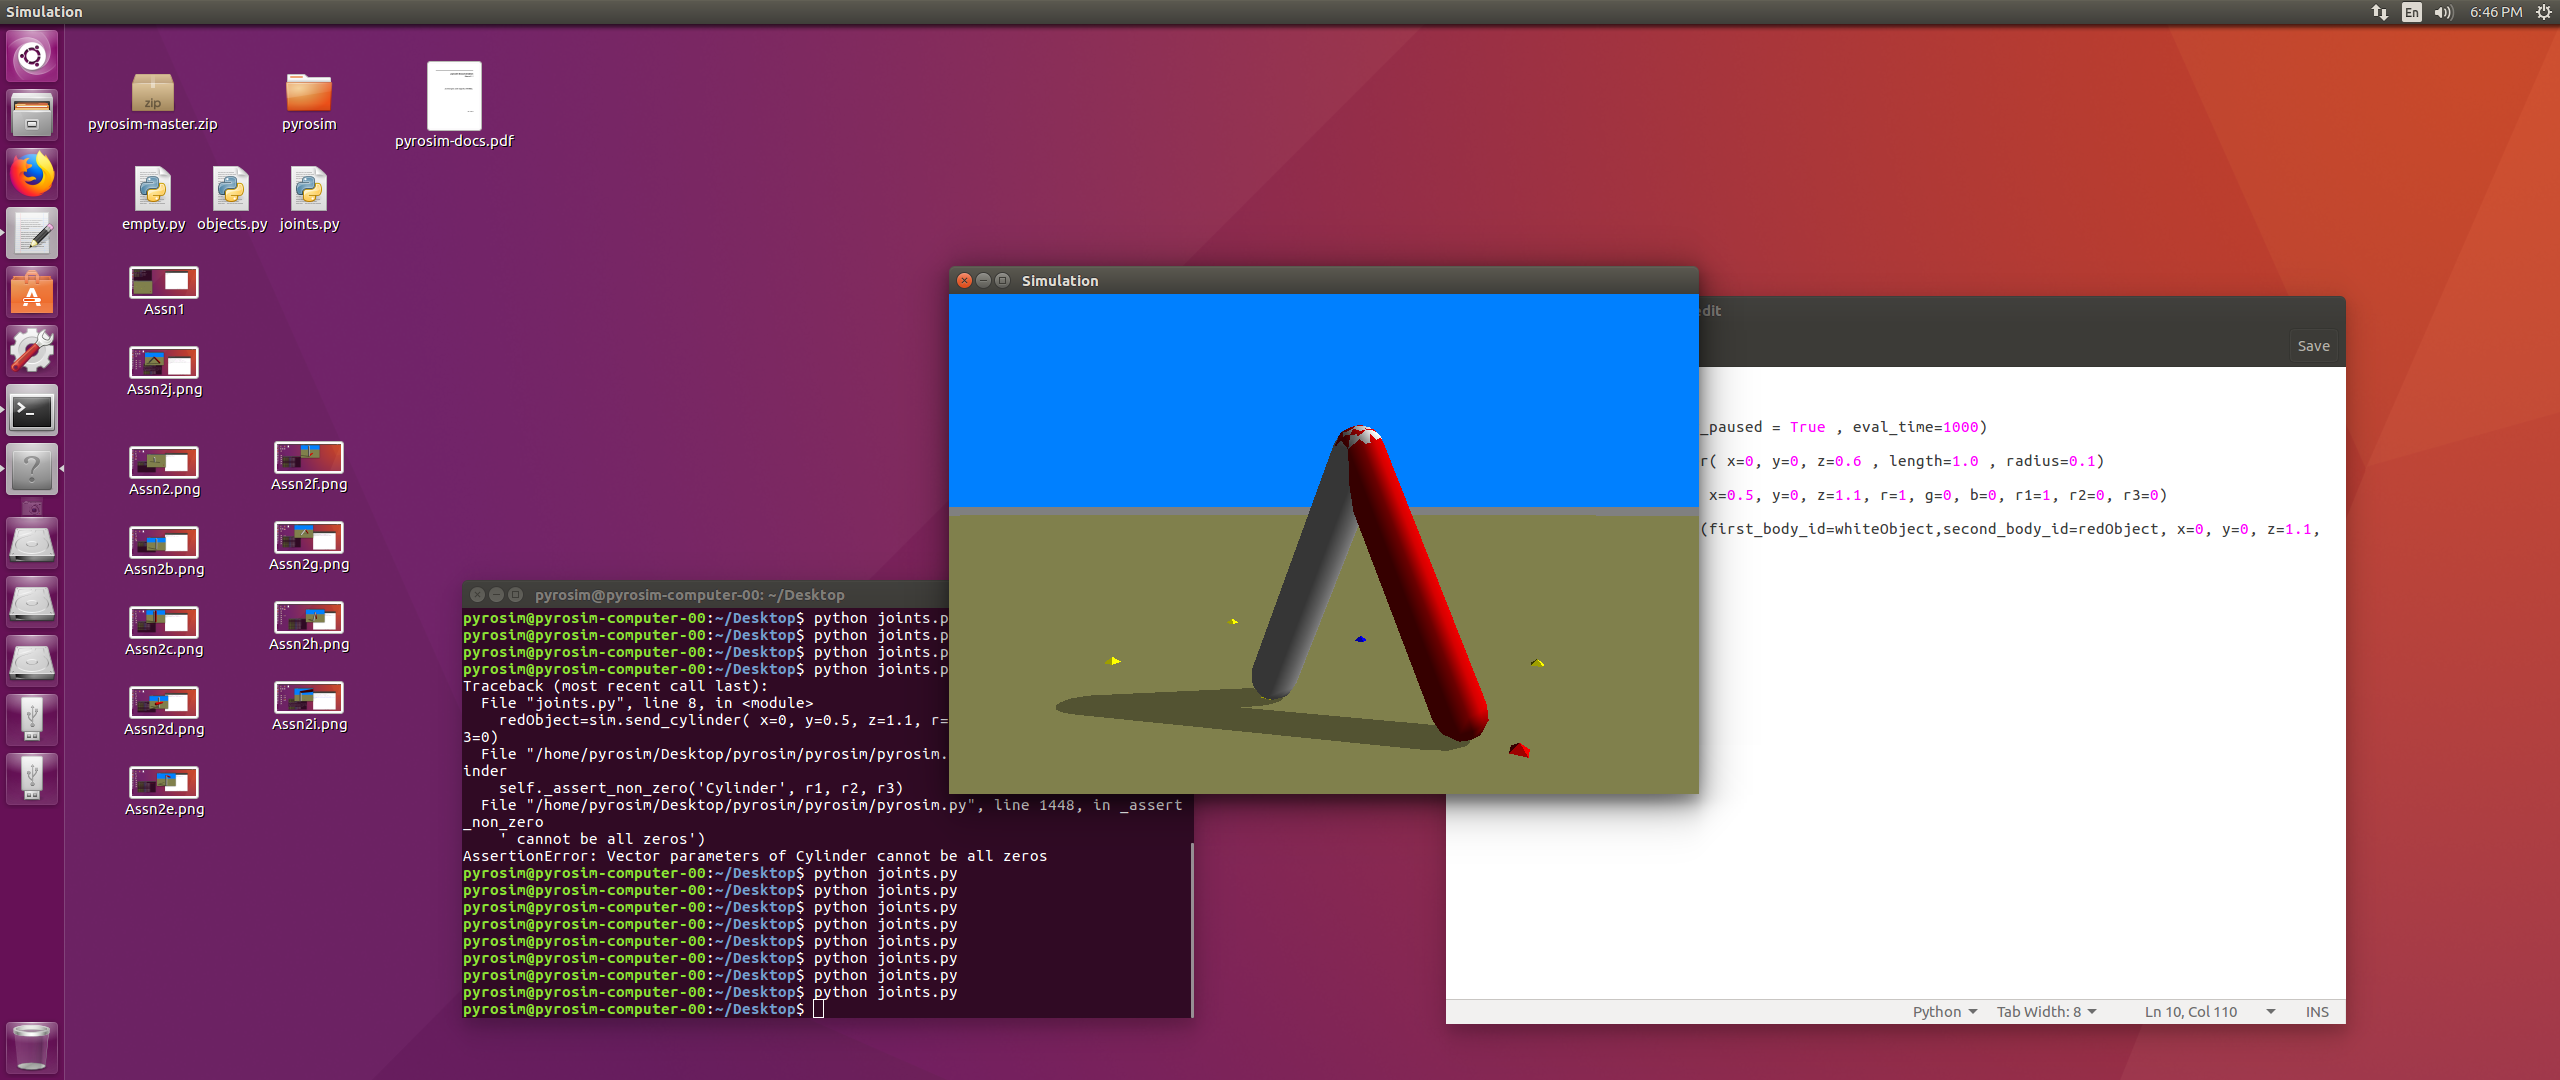 Simulation
En
6:46 PM
zip
pyrosim-master.zip
pyrosim
pyrosim-docs.pdf
empy.py
objects.py
joints.py
Assn1
Assn2j.png
Assn2.png
Assn2f.png
Assn2b.png
Assn2g.png
Assn2c.png
Assn2h.png
Assn2d.png
Assn2i.png
Assn2e.png
Simulation
edit
Save
_paused = True , eval_time=1000)
r( x=0, y=0, z=0.6 , length=1.0 , radius=0.1)
x=0.5, y=0, z=1.1, r=1, g=0, b=0, r1=1, r2=0, r3=0)
(first_body_id=whiteObject,second_body_id=redObject, x=0, y=0, z=1.1,
Python
Tab Width: 8
Ln 10, Col 110
INS
pyrosim@pyrosim-computer-00: ~/Desktop
pyrosim@pyrosim-computer-00:~/Desktop$ python joints.p
pyrosim@pyrosim-computer-00:~/Desktop$ python joints.p
pyrosim@pyrosim-computer-00:~/Desktop$ python joints.p
pyrosim@pyrosim-computer-00:~/Desktop$ python joints.p
Traceback (most recent call last):
File "joints.py", line 8, in <module>
redObject=sim.send_cylinder( x=0, y=0.5, z=1.1, r=
3=0)
File "/home/pyrosim/Desktop/pyrosim/pyrosim/pyrosim.
inder
self._assert_non_zero('Cylinder', r1, r2, r3)
File "/home/pyrosim/Desktop/pyrosim/pyrosim/pyrosim.py", line 1448, in _assert
_non_zero
' cannot be all zeros')
AssertionError: Vector parameters of Cylinder cannot be all zeros
pyrosim@pyrosim-computer-00:~/Desktop$ python joints.py
pyrosim@pyrosim-computer-00:~/Desktop$ python joints.py
pyrosim@pyrosim-computer-00:~/Desktop$ python joints.py
pyrosim@pyrosim-computer-00:~/Desktop$ python joints.py
pyrosim@pyrosim-computer-00:~/Desktop$ python joints.py
pyrosim@pyrosim-computer-00:~/Desktop$ python joints.py
pyrosim@pyrosim-computer-00:~/Desktop$ python joints.py
pyrosim@pyrosim-computer-00:~/Desktop$ python joints.py
pyrosim@pyrosim-computer-00:~/Desktop$